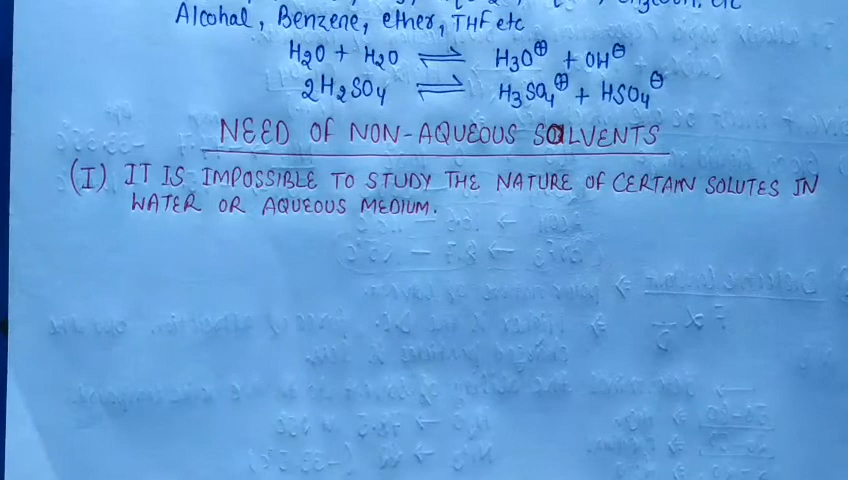 Alcohal, Benzene, ether, THF etc
H2O + H2O ⇌ H3O⊕ + OH⊖
2H2SO4 ⇌ H3SO4⊕ + HSO4⊖
NEED OF NON-AQUEOUS SOLVENTS
(I) IT IS IMPOSSIBLE TO STUDY THE NATURE OF CERTAIN SOLUTES IN
WATER OR AQUEOUS MEDIUM.